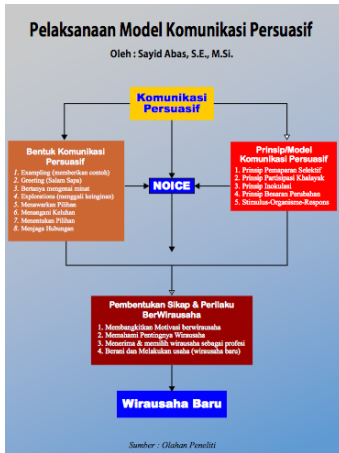 Pelaksanaan Model Komunikasi Persuasif
Oleh : Sayid Abas, S.E., M.Si.
Komunikasi
Persuasif
Bentuk Komunikasi
Persuasif
1. Exampling (memberikan contoh)
2. Greeting (Salam Sapa)
3. Bertanya mengenai minat
4. Explorations (menggali keinginan)
5. Menawarkan Pilihan
6. Menangani Keluhan
7. Menentukan Pilihan
8. Menjaga Hubungan
NOICE
Prinsip/Model
Komunikasi Persuasif
1. Prinsip Pemaparan Selektif
2. Prinsip Partisipasi Khalayak
3. Prinsip Inokulasi
4. Prinsip Besaran Perubahan
5. Stimulus-Organisme-Respons
Pembentukan Sikap & Perilaku
BerWirausaha
1. Membangkitkan Motivasi berwirausaha
2. Memahami Pentingnya Wirausaha
3. Menerima & memilih wirausaha sebagai profesi
4. Berani dan Melakukan usaha (wirausaha baru)
Wirausaha Baru
Sumber : Olahan Peneliti